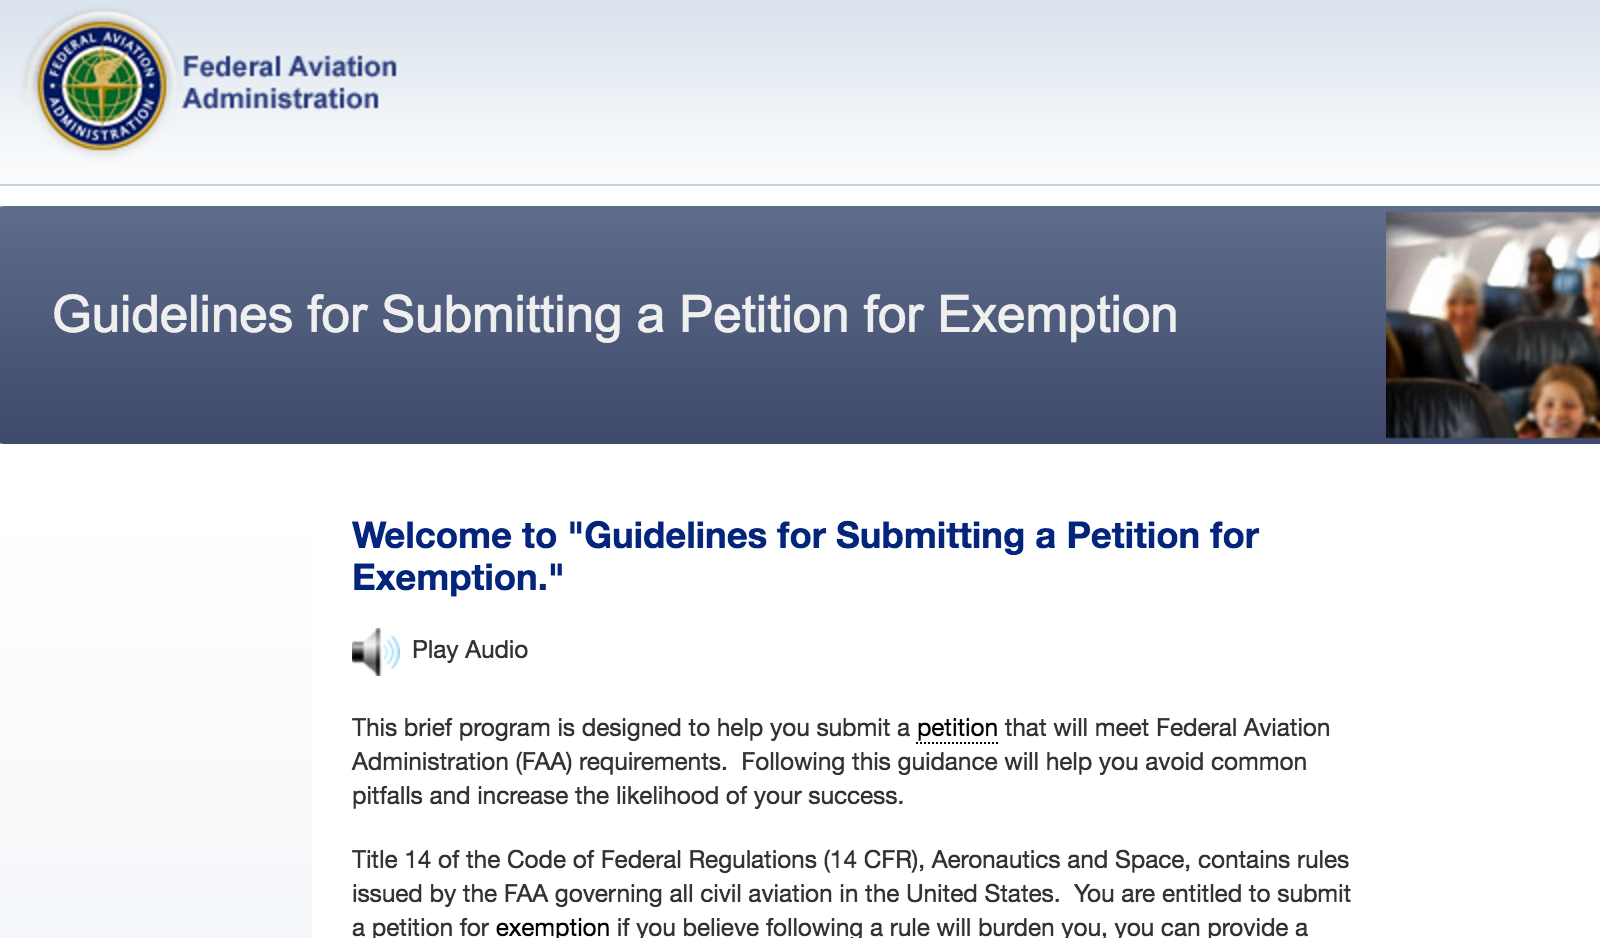 FEDERAL AVIATION ADMINISTRATION
Federal Aviation
Administration
Guidelines for Submitting a Petition for Exemption
Welcome to "Guidelines for Submitting a Petition for
Exemption."
Play Audio
This brief program is designed to help you submit a petition that will meet Federal Aviation
Administration (FAA) requirements.  Following this guidance will help you avoid common
pitfalls and increase the likelihood of your success.
Title 14 of the Code of Federal Regulations (14 CFR), Aeronautics and Space, contains rules
issued by the FAA governing all civil aviation in the United States.  You are entitled to submit
a petition for exemption if you believe following a rule will burden you, you can provide a